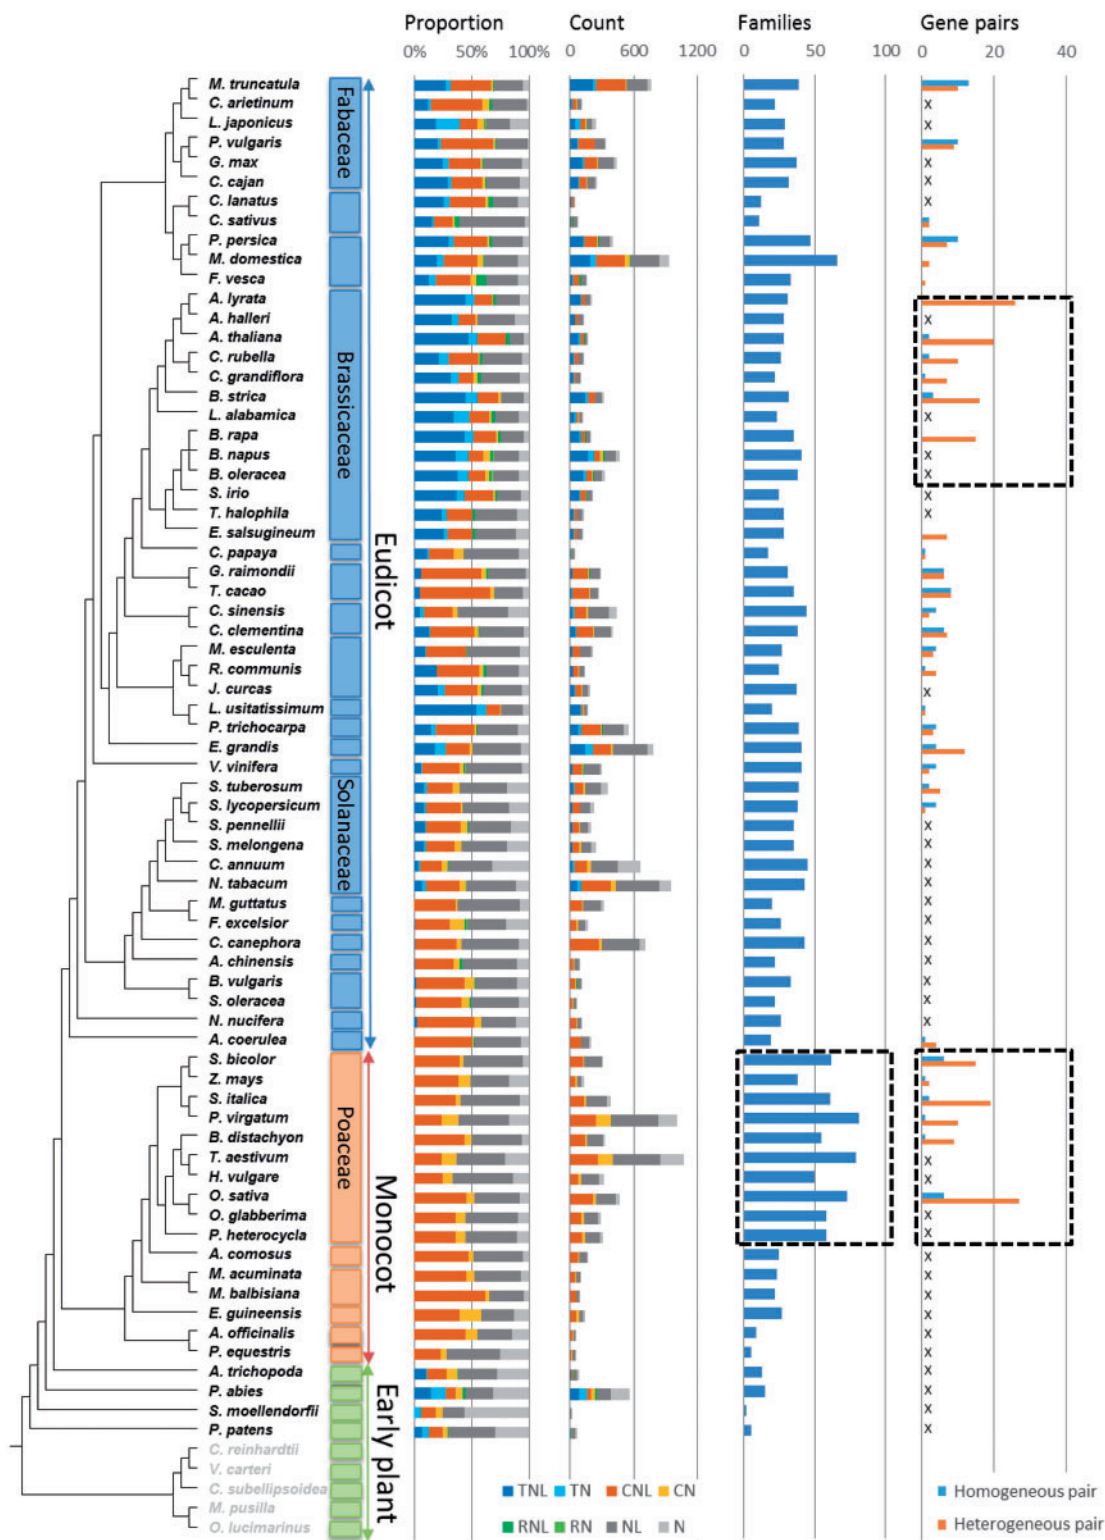 Proportion Count Families Gene pairs
0% 50% 100% 0 600 1200 0 50 100 0 20 40
M. truncatula
C. arietinum X
L. japonicus X
P. vulgaris
G. max X
C. cajan X
Fabaceae
C. lanatus X
C. sativus
P. persica
M. domestica
F. vesca
A. lyrata
A. halleri X
A. thaliana
C. rubella
C. grandiflora
B. strica
L. alabamica X
B. rapa
B. napus X
B. oleracea X
S. irio X
T. halophila X
E. salsugineum
Brassicaceae
C. papaya
G. raimondii
T. cacao
C. sinensis
C. clementina
M. esculenta
R. communis
J. curcas X
L. usitatissimum
P. trichocarpa
E. grandis
V. vinifera
Eudicot
S. tuberosum
S. lycopersicum
S. pennellii X
S. melongena X
C. annuum X
N. tabacum X
Solanaceae
M. guttatus X
F. excelsior X
C. canephora X
A. chinensis X
B. vulgaris X
S. oleracea X
N. nucifera X
A. coerulea
S. bicolor
Z. mays
S. italica
P. virgatum
B. distachyon
T. aestivum X
H. vulgare X
O. sativa
O. glabberima X
P. heterocycla X
Poaceae
A. comosus X
M. acuminata X
M. balbisiana X
E. guineensis X
A. officinalis X
P. equestris X
Monocot
A. trichopoda X
P. abies X
S. moellendorfii X
P. patens X
C. reinhardtii
V. carteri
C. subellipsoidea
M. pusilla
O. lucimarinus
Early plant
TNL TN CNL CN
RNL RN NL N
Homogeneous pair
Heterogeneous pair